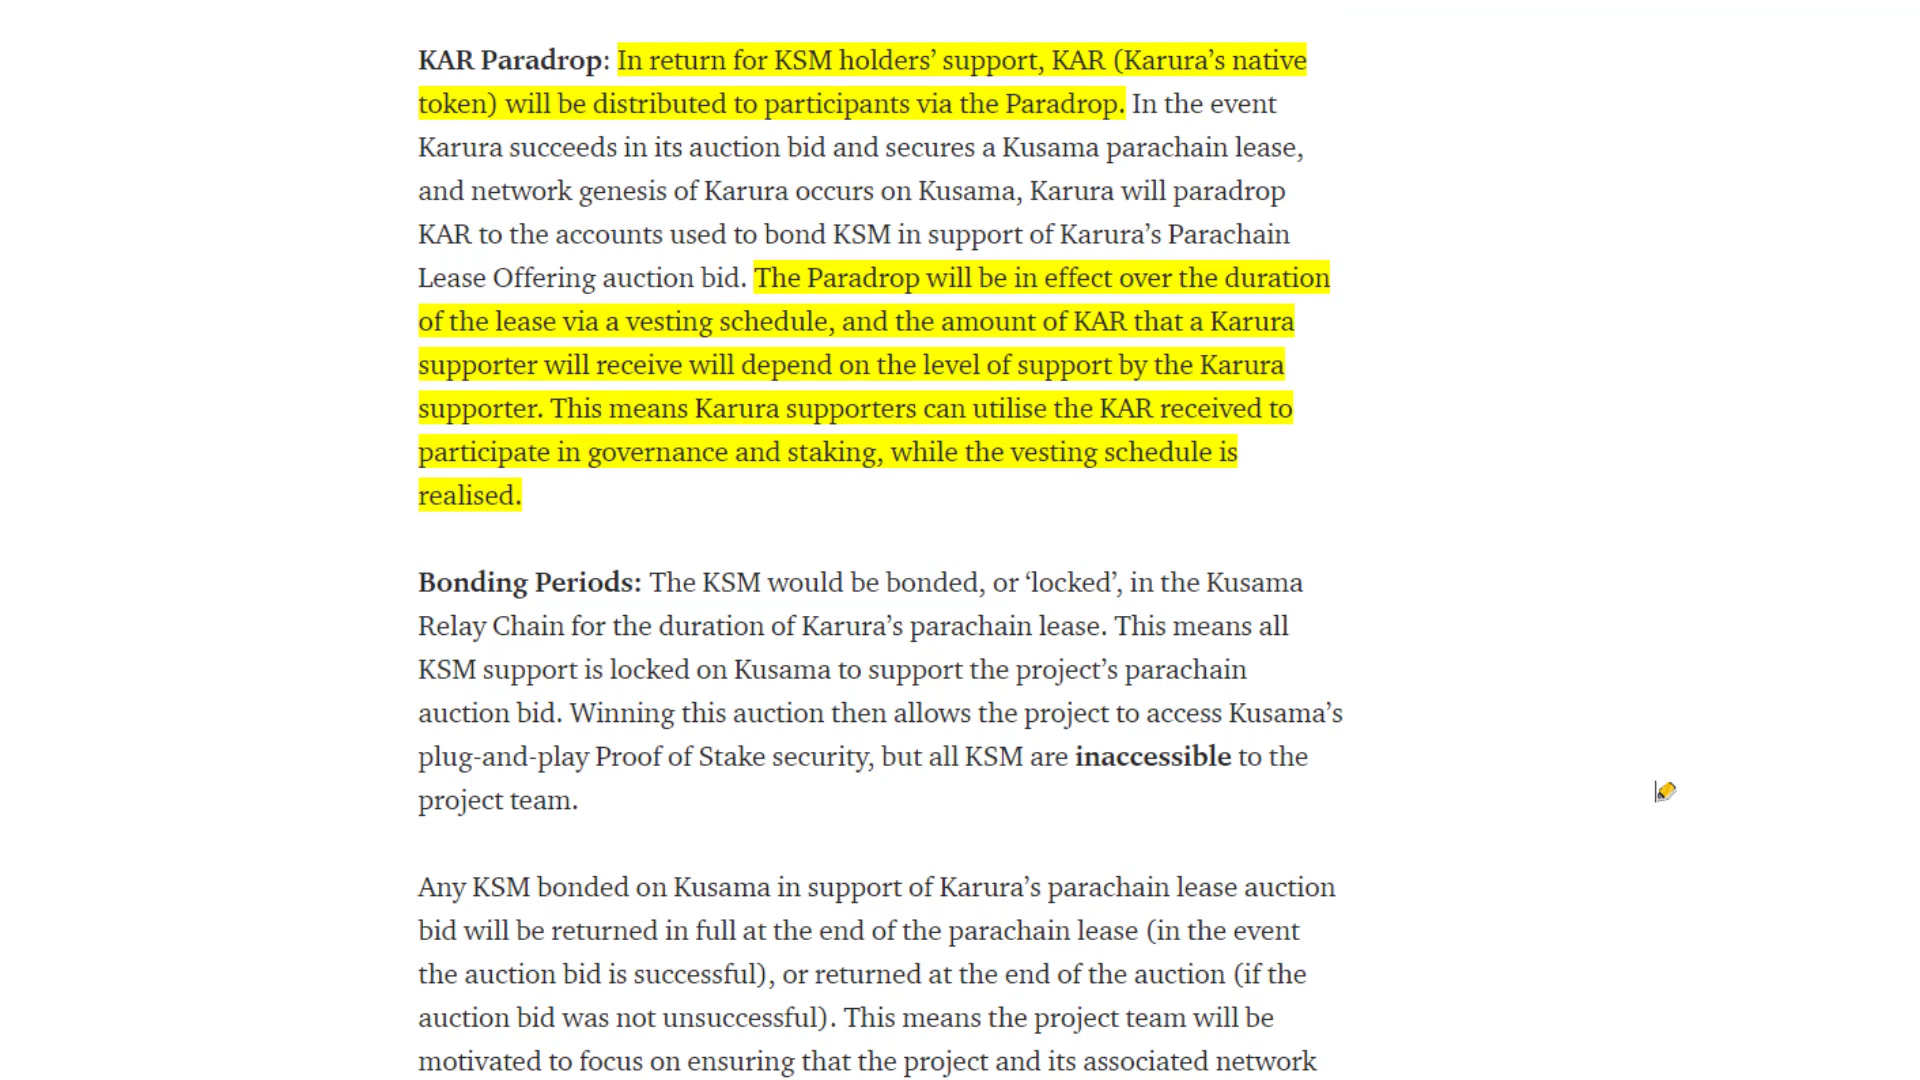 KAR Paradrop: In return for KSM holders’ support, KAR (Karura’s native
token) will be distributed to participants via the Paradrop. In the event
Karura succeeds in its auction bid and secures a Kusama parachain lease,
and network genesis of Karura occurs on Kusama, Karura will paradrop
KAR to the accounts used to bond KSM in support of Karura’s Parachain
Lease Offering auction bid. The Paradrop will be in effect over the duration
of the lease via a vesting schedule, and the amount of KAR that a Karura
supporter will receive will depend on the level of support by the Karura
supporter. This means Karura supporters can utilise the KAR received to
participate in governance and staking, while the vesting schedule is
realised.
Bonding Periods: The KSM would be bonded, or ‘locked’, in the Kusama
Relay Chain for the duration of Karura’s parachain lease. This means all
KSM support is locked on Kusama to support the project’s parachain
auction bid. Winning this auction then allows the project to access Kusama’s
plug-and-play Proof of Stake security, but all KSM are inaccessible to the
project team.
Any KSM bonded on Kusama in support of Karura’s parachain lease auction
bid will be returned in full at the end of the parachain lease (in the event
the auction bid is successful), or returned at the end of the auction (if the
auction bid was not unsuccessful). This means the project team will be
motivated to focus on ensuring that the project and its associated network